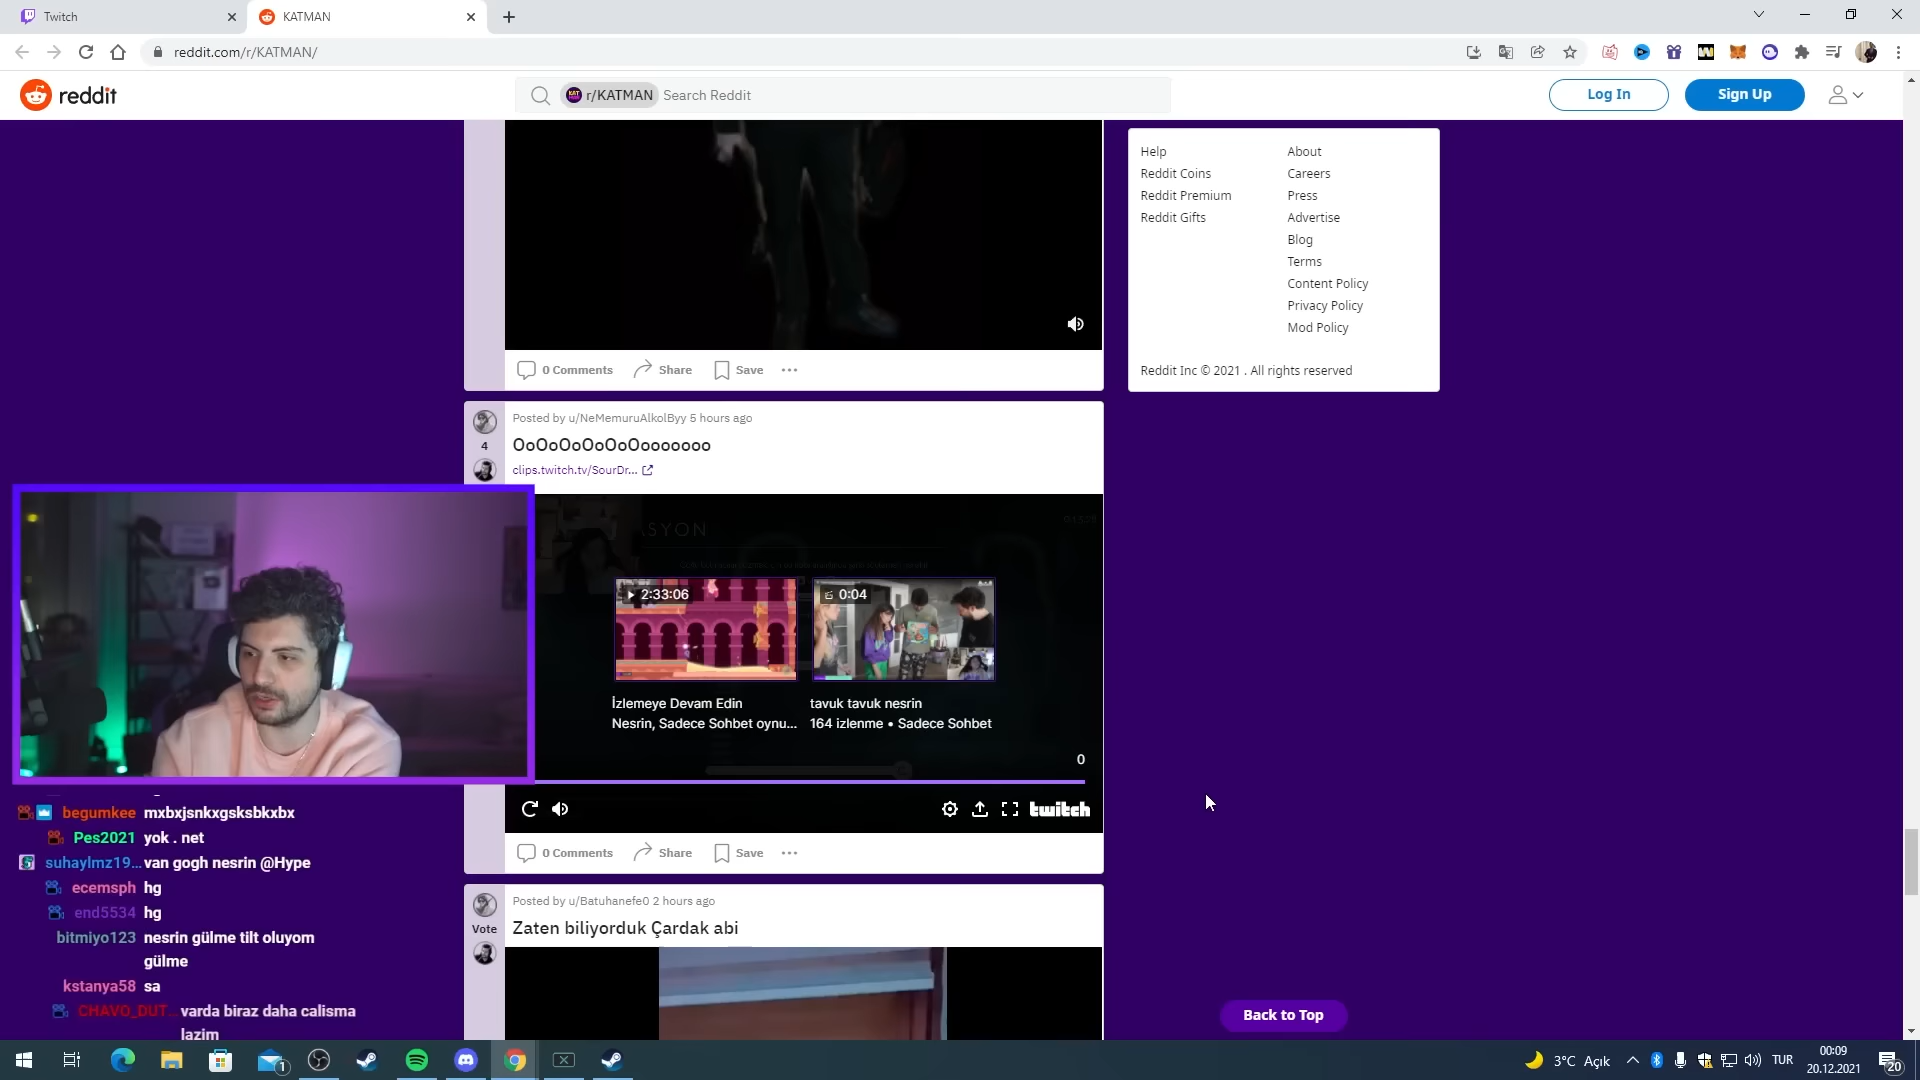 Twitch
KATMAN
reddit.com/r/KATMAN/
reddit
r/KATMAN
Search Reddit
Log In
Sign Up
Help
About
Reddit Coins
Careers
Reddit Premium
Press
Reddit Gifts
Advertise
Blog
Terms
Content Policy
Privacy Policy
Mod Policy
Reddit Inc © 2021 . All rights reserved
0 Comments
Share
Save
Posted by u/NeMemuruAlkolByy 5 hours ago
4
OoOoOoOoOoOooooooo
clips.twitch.tv/SourDr...
ASYON
2:33:06
0:04
İzlemeye Devam Edin
Nesrin, Sadece Sohbet oynu...
tavuk tavuk nesrin
164 izlenme • Sadece Sohbet
0
twitch
0 Comments
Share
Save
Posted by u/Batuhanefe0 2 hours ago
Vote
Zaten biliyorduk Çardak abi
Back to Top
begumkee mxbxjsnkxgsksbkxbx
Pes2021 yok . net
suhaylmz19... van gogh nesrin @Hype
ecemsph hg
end5534 hg
bitmiyo123 nesrin gülme tilt oluyom
gülme
kstanya58 sa
CHAVO_DUT... varda biraz daha calisma
lazim
1
3°C Açık
TUR
00:09
20.12.2021
20